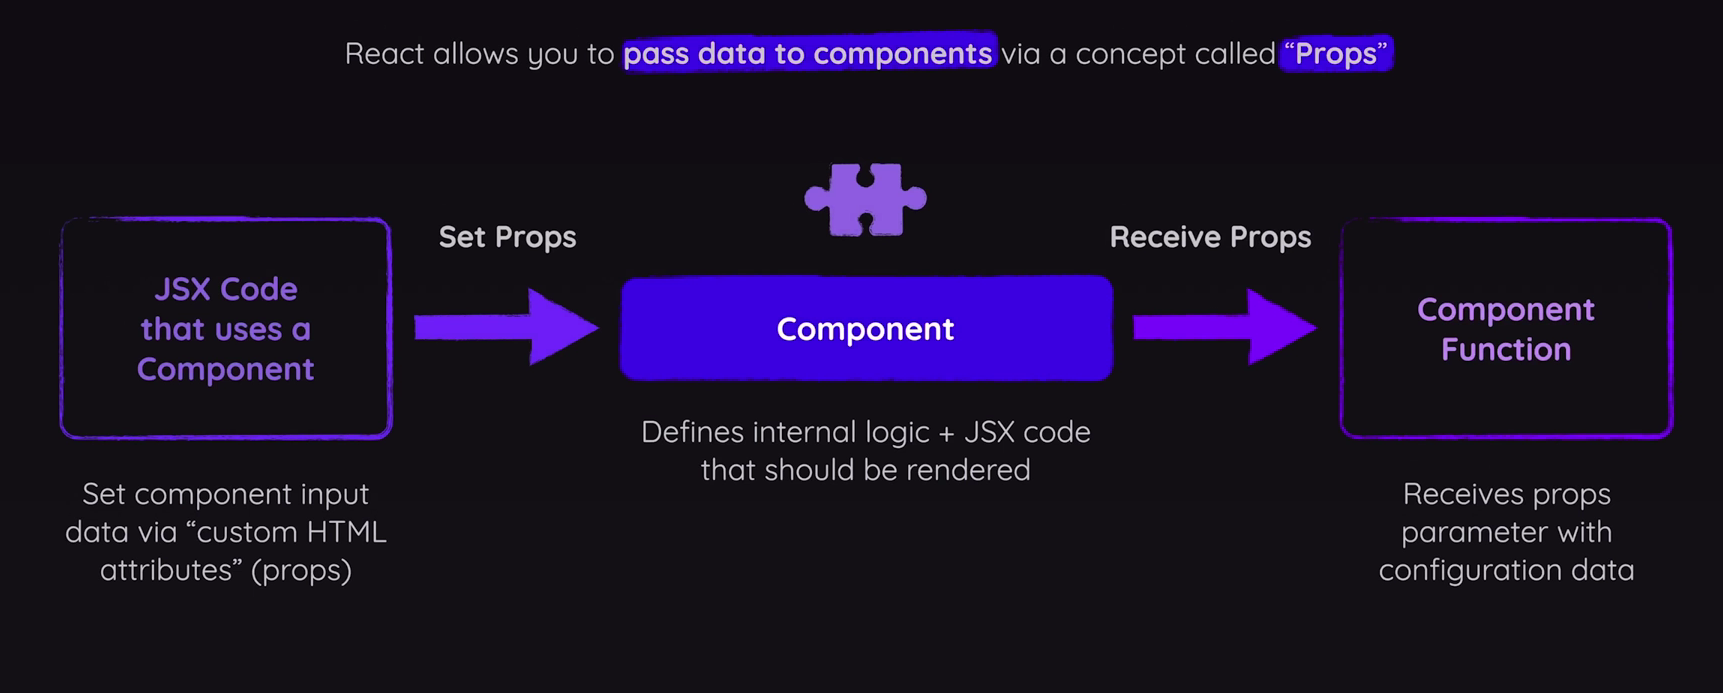 React allows you to pass data to components via a concept called “Props”
Set Props
Receive Props
JSX Code
that uses a
Component
Component
Component
Function
Defines internal logic + JSX code
that should be rendered
Set component input
data via “custom HTML
attributes” (props)
Receives props
parameter with
configuration data